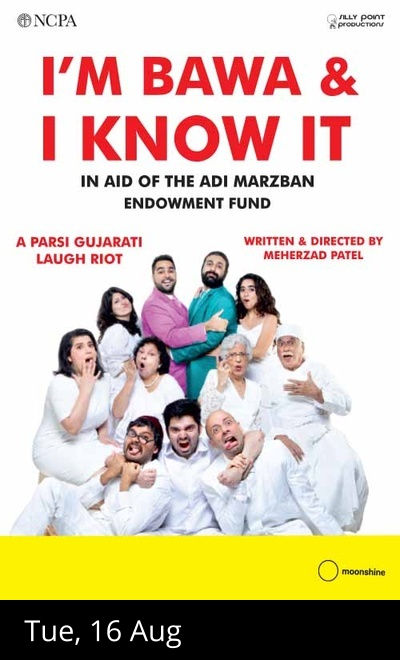 NCPA
SILLY POINT
PRODUCTIONS
I'M BAWA &
I KNOW IT
IN AID OF THE ADI MARZBAN
ENDOWMENT FUND
A PARSI GUJARATI
LAUGH RIOT
WRITTEN & DIRECTED BY
MEHERZAD PATEL
moonshine
Tue, 16 Aug